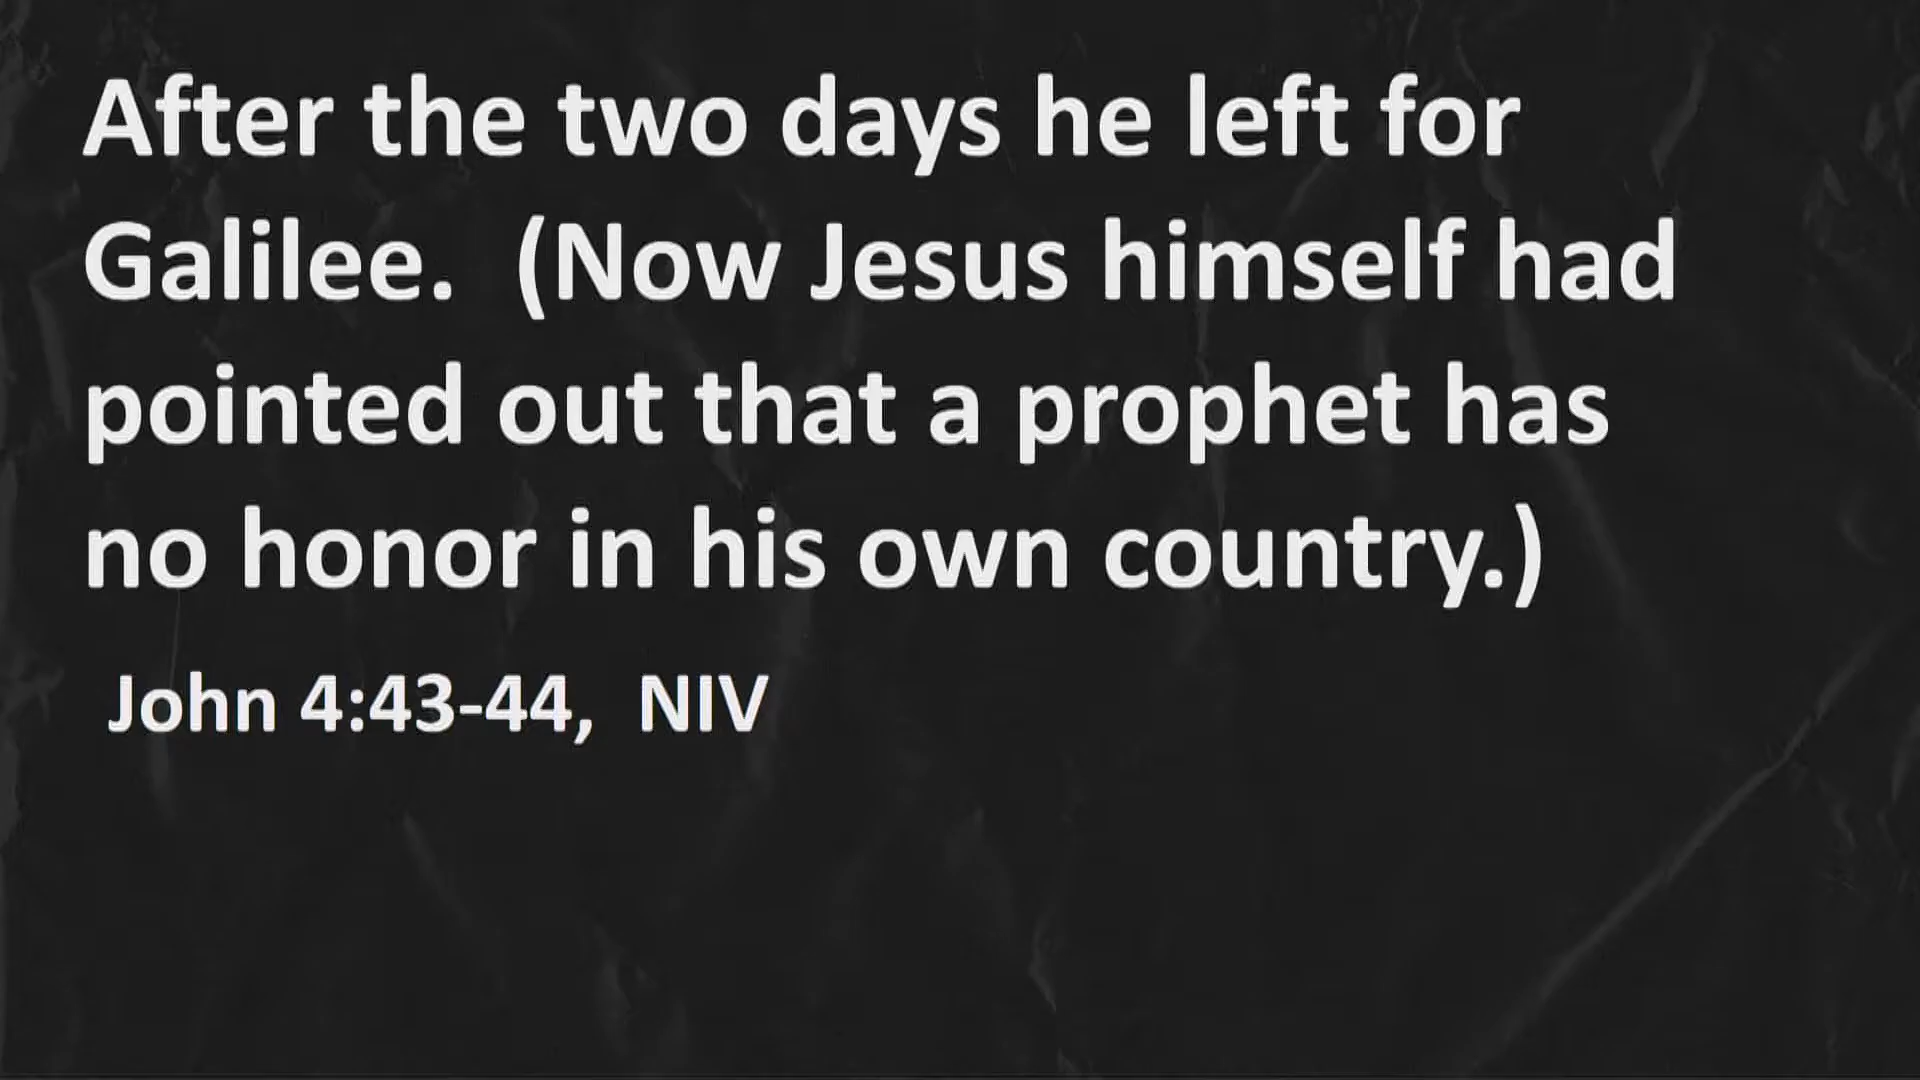 After the two days he left for
Galilee.  (Now Jesus himself had
pointed out that a prophet has
no honor in his own country.)
John 4:43-44,  NIV